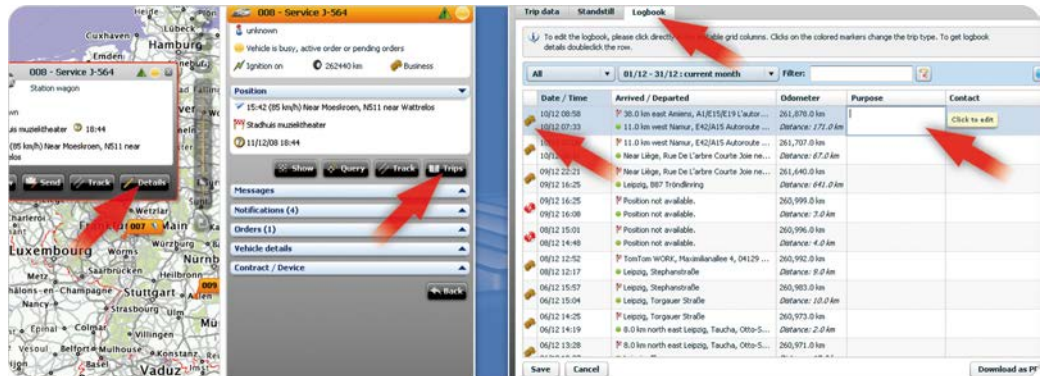 Heide
Cuxhaven
Lübeck
Hamburg
Emden
008 - Service J-564
Station wagon
18:44
(85 km/h) Near Moeskroen, N511 near
Send
Track
Details
Wetzlar
Charleroi
007
Main
Luxembourg
Worms
Würzburg
Metz
Saarbrücken
Heilbronn
Nürnb
009
Châlons-en-Champagne
Stuttgart
Nancy
Strasbourg
Ulm
Epinal
Colmar
Villingen
Mü
Vesoul
Belfort
Mulhouse
Konstanz
Basel
Vaduz
008 - Service J-564
unknown
Vehicle is busy, active order or pending orders
Ignition on
262440 km
Business
Position
15:42 (85 km/h) Near Moeskroen, N511 near Wattrelos
Stadhuis muziektheater
11/12/08 18:44
Show
Query
Track
Trips
Messages
Notifications (4)
Orders (1)
Vehicle details
Contract / Device
Back
Trip data
Standstill
Logbook
To edit the logbook, please click directly
grid columns. Clicks on the colored markers change the trip type. To get logbook
details doubleclick the row.
All
01/12 - 31/12 : current month
Filter:
Date / Time
Arrived / Departed
Odometer
Purpose
Contact
10/12 08:58
38.0 km east Amiens, A1/E15/E19 L'autor...
261,878.0 km
Click to edit
10/12 07:33
11.0 km west Namur, E42/A15 Autoroute ...
Distance: 171.0 km
11.0 km west Namur, E42/A15 Autoroute ...
261,707.0 km
Near Liège, Rue De L'arbre Courte Joie ne...
Distance: 67.0 km
09/12 22:21
Near Liège, Rue De L'arbre Courte Joie ne...
261,640.0 km
09/12 16:25
Leipzig, B87 Tröndlinring
Distance: 641.0 km
09/12 16:25
Position not available.
260,999.0 km
09/12 16:08
Position not available.
Distance: 3.0 km
08/12 15:01
Position not available.
260,996.0 km
08/12 14:48
Position not available.
Distance: 4.0 km
08/12 12:52
TomTom WORK, Maximilianallee 4, 04129 ...
260,992.0 km
08/12 12:17
Leipzig, Stephanstraße
Distance: 9.0 km
06/12 15:57
Leipzig, Stephanstraße
260,983.0 km
06/12 15:04
Leipzig, Torgauer Straße
Distance: 10.0 km
06/12 14:25
Leipzig, Torgauer Straße
260,973.0 km
06/12 14:19
8.0 km north east Leipzig, Taucha, Otto-S...
Distance: 2.0 km
06/12 13:28
8.0 km north east Leipzig, Taucha, Otto-S...
260,971.0 km
Save
Cancel
Download as PF